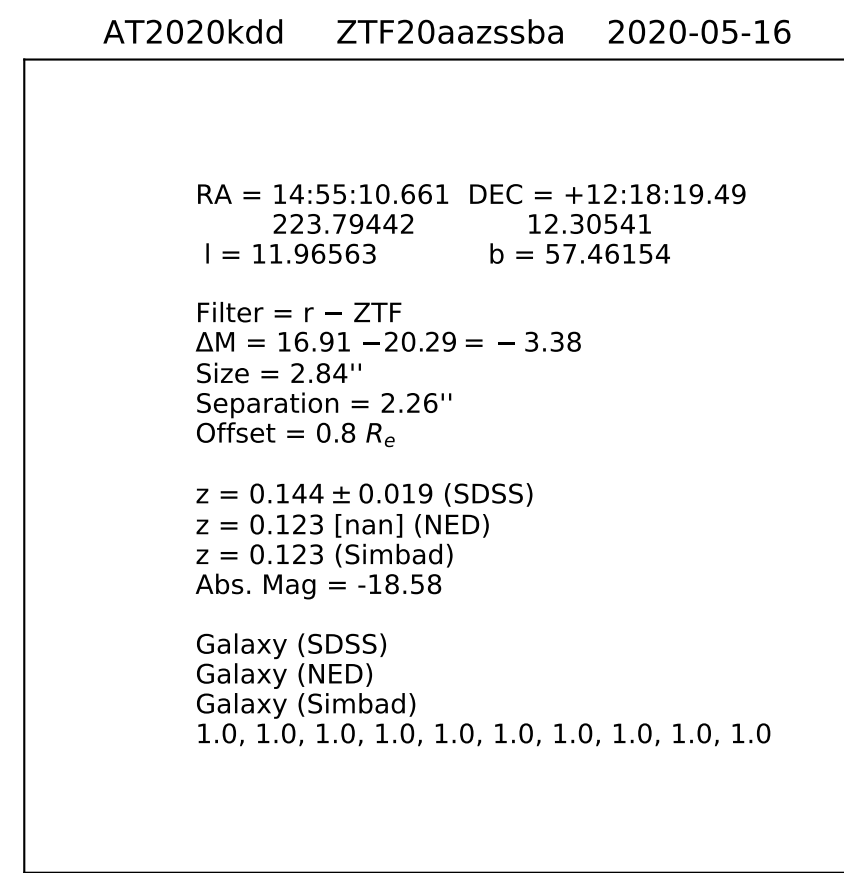 AT2020kdd ZTF20aazssba 2020-05-16
RA = 14:55:10.661 DEC = +12:18:19.49
223.79442 12.30541
l = 11.96563 b = 57.46154
Filter = r − ZTF
ΔM = 16.91 −20.29 = − 3.38
Size = 2.84''
Separation = 2.26''
Offset = 0.8 Rₑ
z = 0.144 ± 0.019 (SDSS)
z = 0.123 [nan] (NED)
z = 0.123 (Simbad)
Abs. Mag = -18.58
Galaxy (SDSS)
Galaxy (NED)
Galaxy (Simbad)
1.0, 1.0, 1.0, 1.0, 1.0, 1.0, 1.0, 1.0, 1.0, 1.0